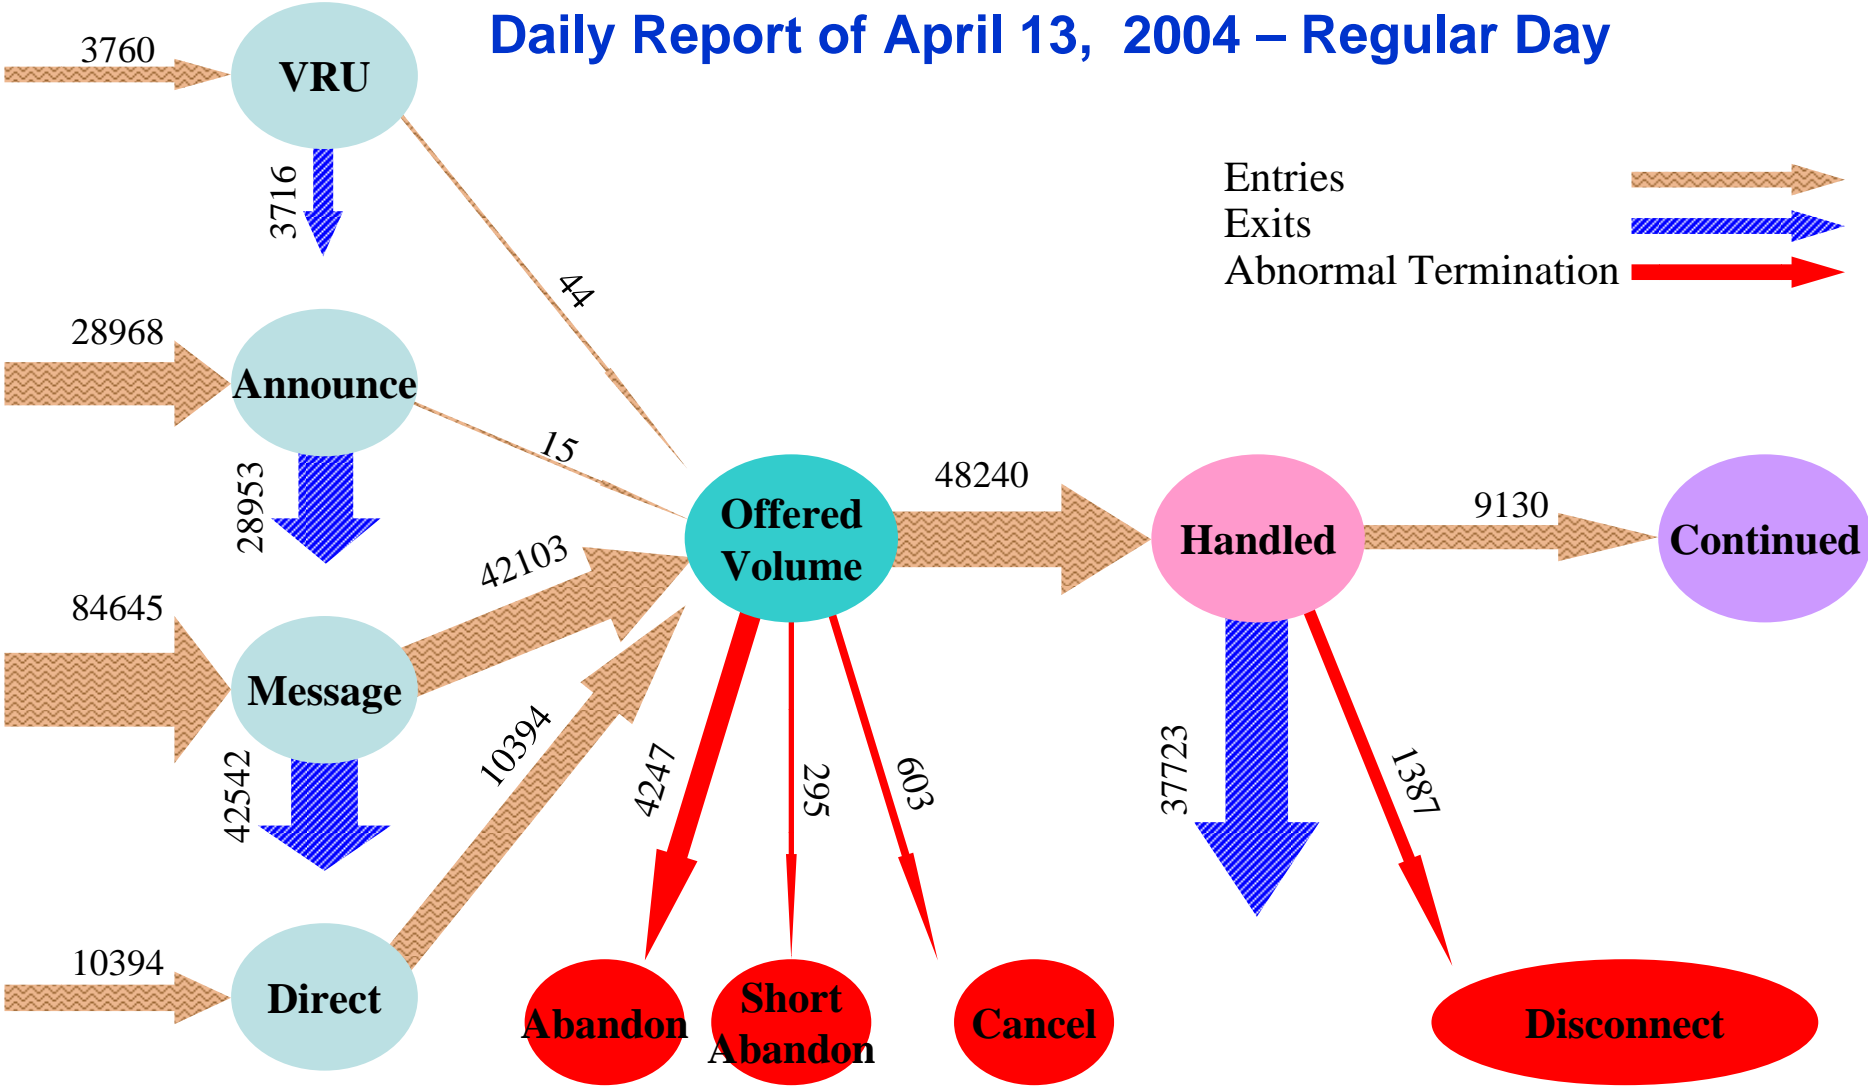 Daily Report of April 13, 2004 – Regular Day
3760
VRU
3716
44
Entries
Exits
Abnormal Termination
28968
Announce
28953
15
84645
Message
42542
42103
10394
Direct
10394
Offered
Volume
48240
Handled
9130
Continued
4247
295
603
37723
1387
Abandon
Short
Abandon
Cancel
Disconnect